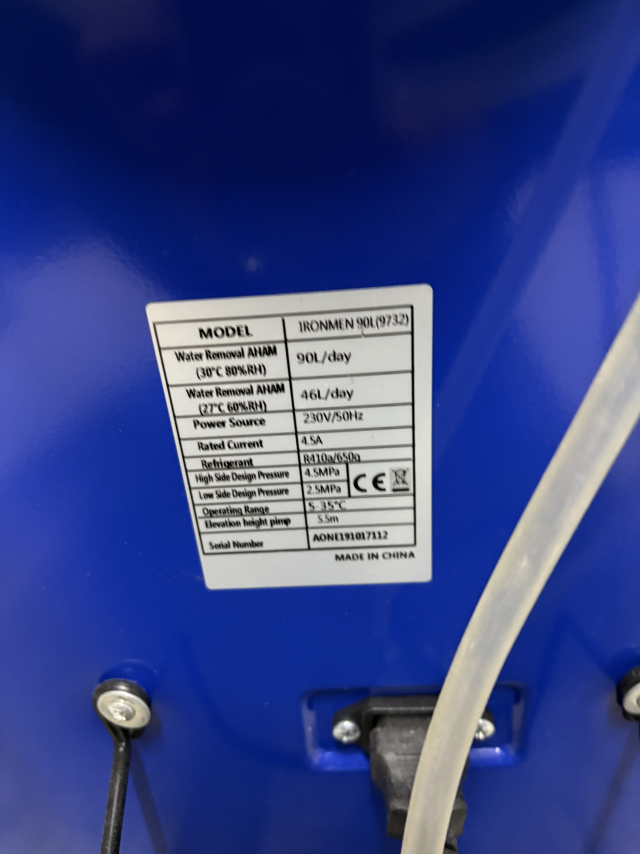 MODEL IRONMEN 90L(9732)
Water Removal AHAM
(30°C 80%RH) 90L/day
Water Removal AHAM
(27°C 60%RH) 46L/day
Power Source 230V/50Hz
Rated Current 4.5A
Refrigerant R410a/650g
High Side Design Pressure 4.5MPa
Low Side Design Pressure 2.5MPa
CE
Operating Range 5-35°C
Elevation height pimp 5.5m
Serial Number AONE191017112
MADE IN CHINA